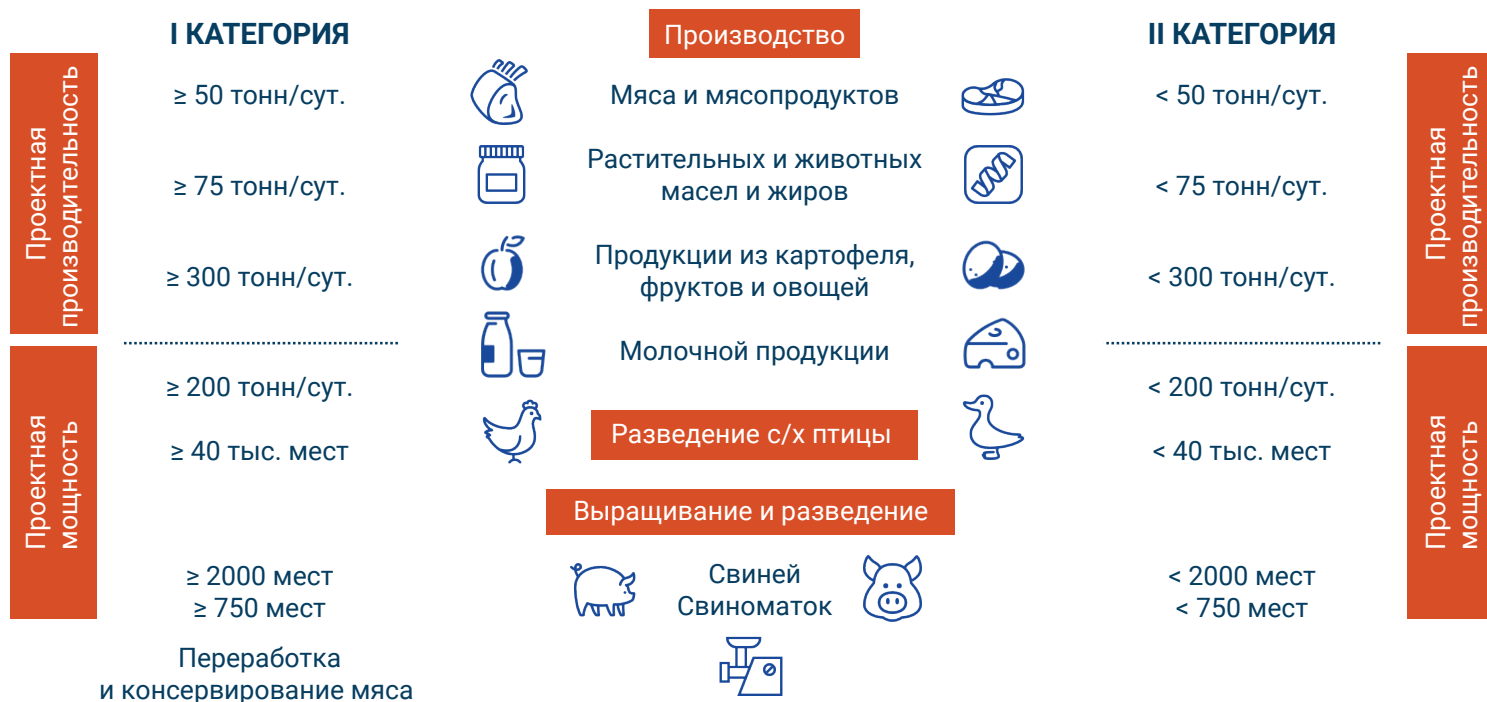 I КАТЕГОРИЯ
Производство
II КАТЕГОРИЯ
Проектная
производительность
≥ 50 тонн/сут.
Мяса и мясопродуктов
< 50 тонн/сут.
Проектная
производительность
≥ 75 тонн/сут.
Растительных и животных
масел и жиров
< 75 тонн/сут.
≥ 300 тонн/сут.
Продукции из картофеля,
фруктов и овощей
< 300 тонн/сут.
Молочной продукции
Проектная
мощность
≥ 200 тонн/сут.
< 200 тонн/сут.
Проектная
мощность
≥ 40 тыс. мест
Разведение с/х птицы
< 40 тыс. мест
Выращивание и разведение
≥ 2000 мест
Свиней
< 2000 мест
≥ 750 мест
Свиноматок
< 750 мест
Переработка
и консервирование мяса